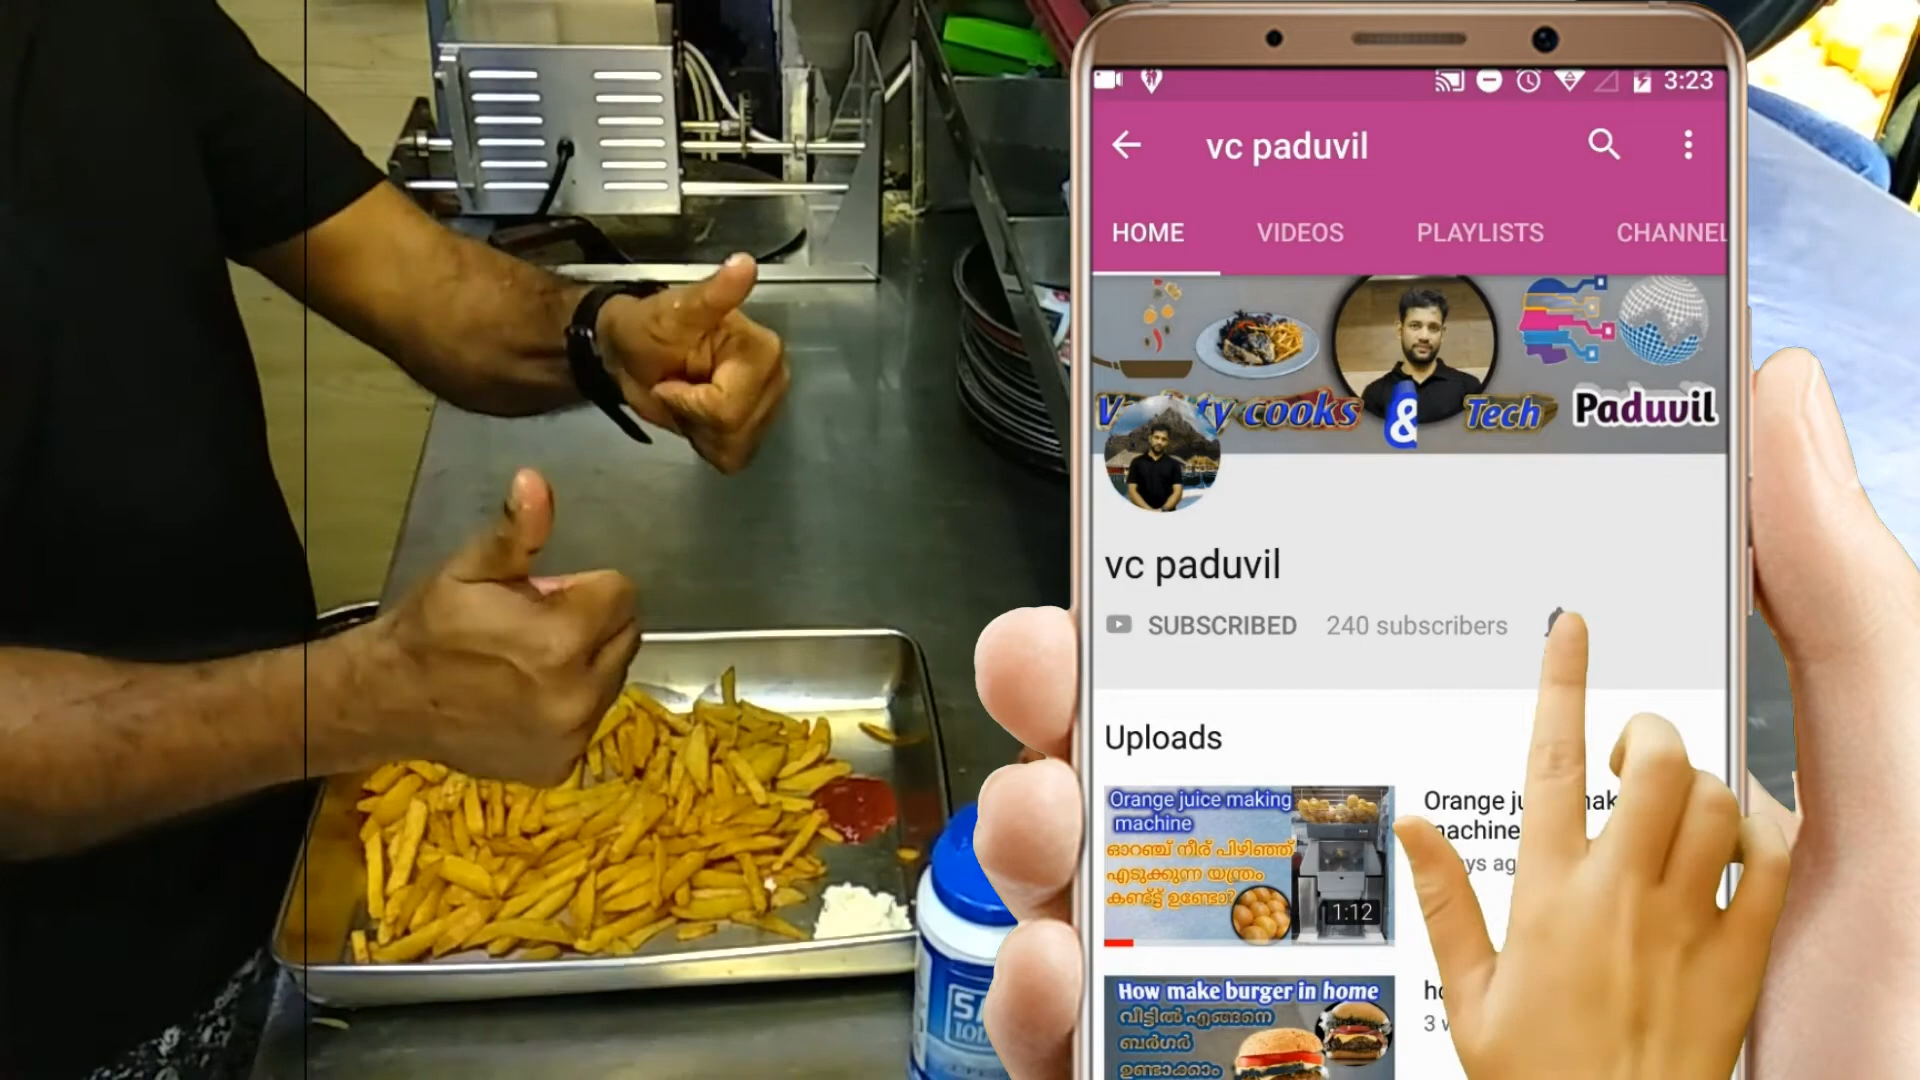 3:23
vc paduvil
HOME VIDEOS PLAYLISTS CHANNEL
cooks & Tech Paduvil
vc paduvil
SUBSCRIBED 240 subscribers
Uploads
Orange juice making
machine
ഓറഞ്ച് നീര് പിഴിഞ്ഞ്
എടുക്കുന്ന യന്ത്രം
കണ്ട്ട് ഉണ്ടോ?
1:12
Orange
How make burger in home
വീട്ടിൽ എങ്ങനെ
ബർഗർ
ഉണ്ടാക്കാം